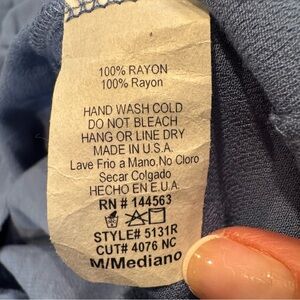 100% RAYON
100% Rayon
HAND WASH COLD
DO NOT BLEACH
HANG OR LINE DRY
MADE IN U.S.A.
Lave Frio a Mano, No Cloro
Secar Colgado
HECHO EN E.U.A.
RN # 144563
STYLE# 5131R
CUT# 4076 NC
M/Mediano